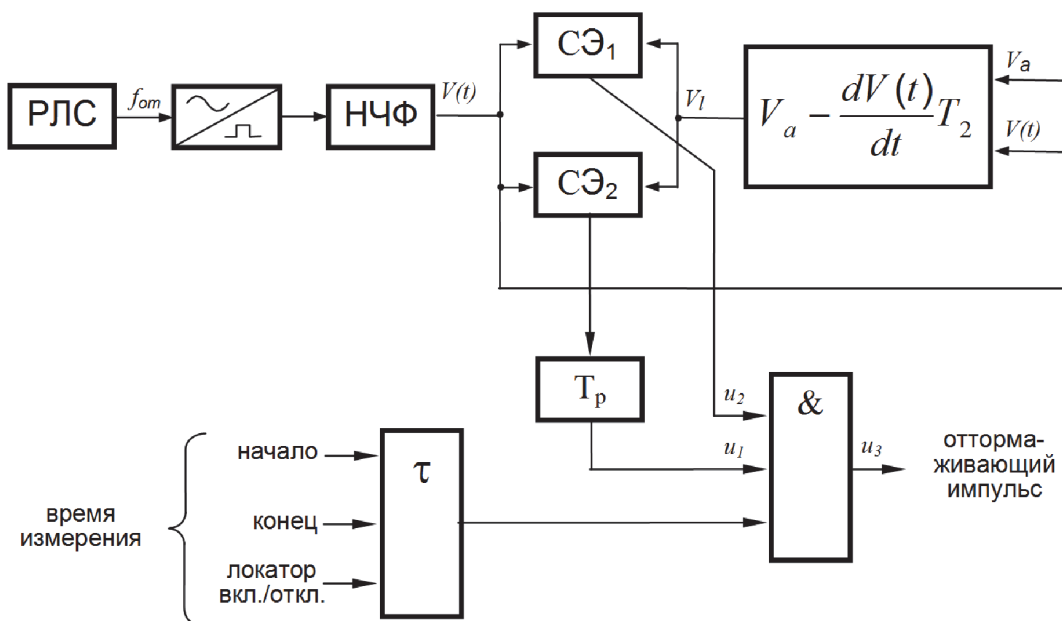 РЛС
f_от
НЧФ
V(t)
СЭ₁
СЭ₂
V_l
V_a − dV(t)/dt T₂
V_a
V(t)
Т_р
u₂
u₁
&
u₃
оттормa-
живающий
импульс
время
измерения
начало
конец
локатор
вкл./откл.
τ